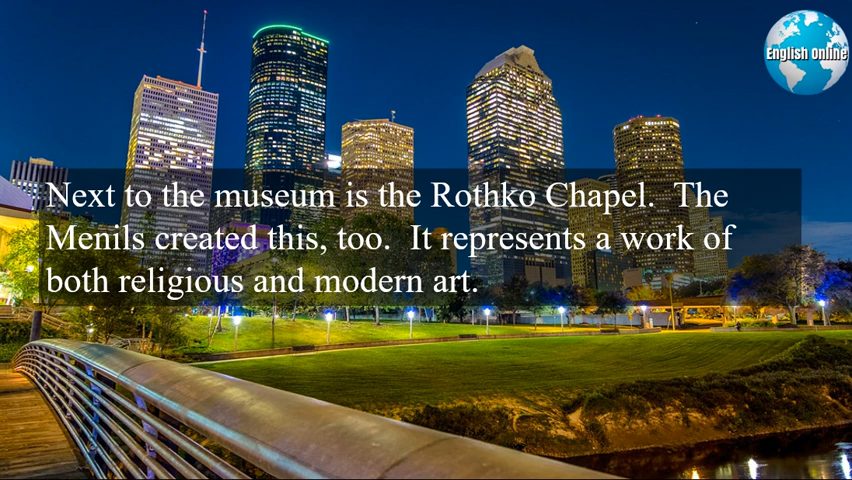 English Online
Next to the museum is the Rothko Chapel.  The
Menils created this, too.  It represents a work of
both religious and modern art.